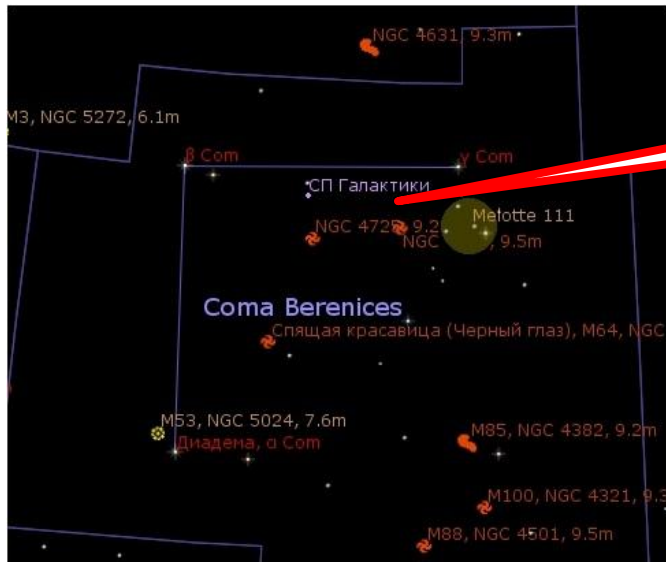 NGC 4631, 9.3m
M3, NGC 5272, 6.1m
β Com
γ Com
СП Галактики
Melotte 111
NGC 9.2
NGC 9.5m
Coma Berenices
Спящая красавица (Черный глаз), M64, NGC
M53, NGC 5024, 7.6m
Диадема, α Com
M85, NGC 4382, 9.2m
M100, NGC 4321, 9.3
M88, NGC 4501, 9.5m